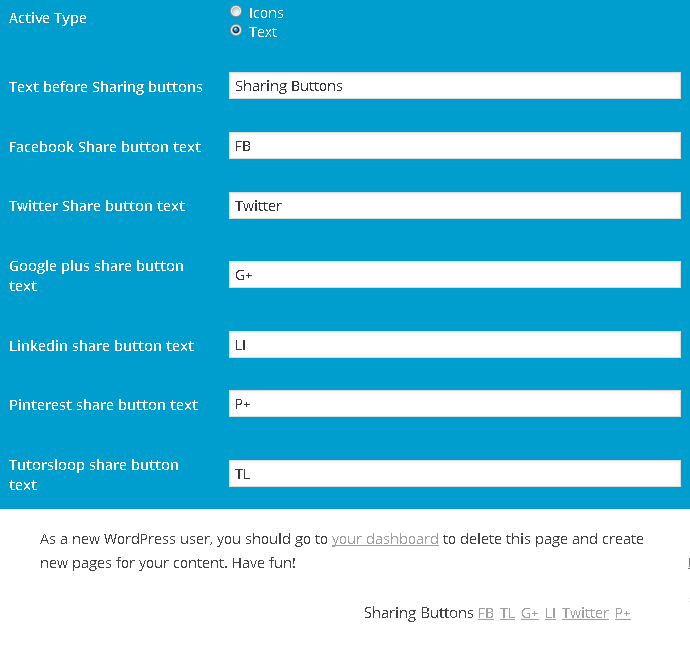 Active Type
Icons
Text
Text before Sharing buttons
Sharing Buttons
Facebook Share button text
FB
Twitter Share button text
Twitter
Google plus share button
text
G+
Linkedin share button text
LI
Pinterest share button text
P+
Tutorsloop share button
text
TL
As a new WordPress user, you should go to your dashboard to delete this page and create
new pages for your content. Have fun!
Sharing Buttons FB TL G+ LI Twitter P+